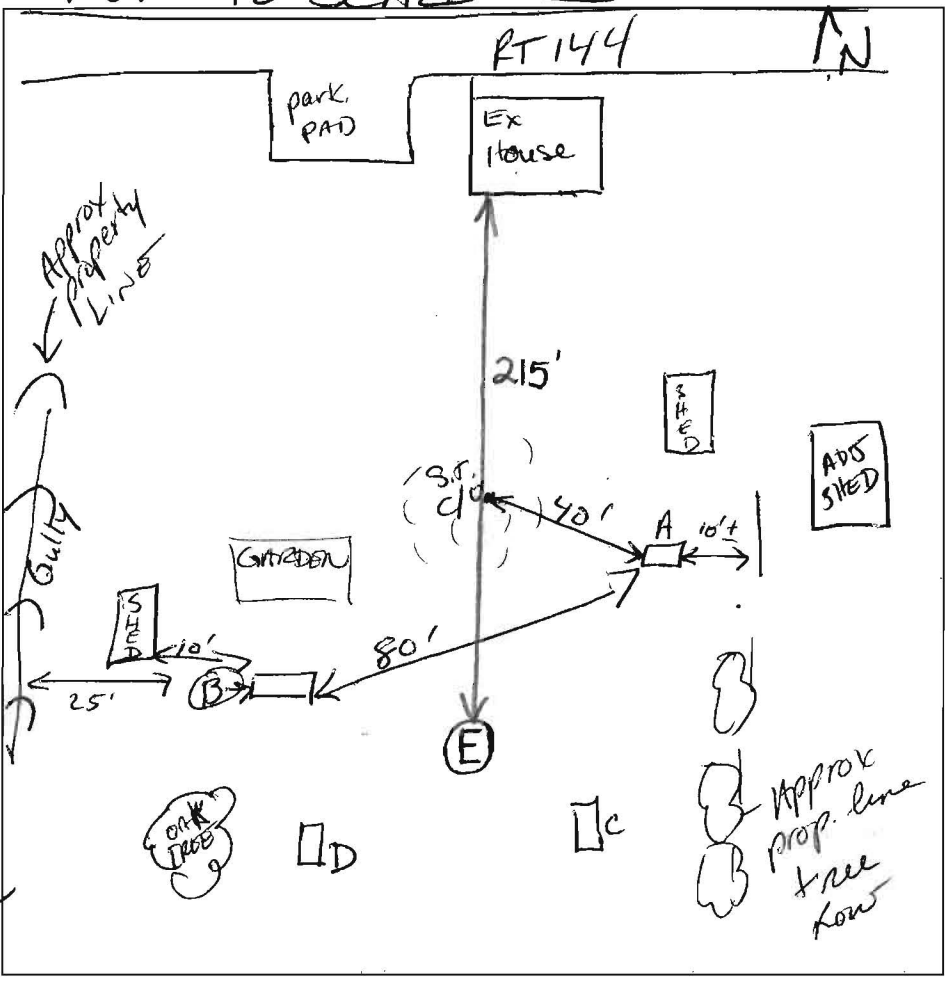 RT 144
N
park.
PAD
Ex
House
Approx
property
LINE
215'
SHED
ADJ
SHED
S.T.
C/O
40'
A
10'±
Gully
GARDEN
SHED
10'
80'
25'
B
E
OAK
TREE
D
C
Approx
prop. line
tree
row